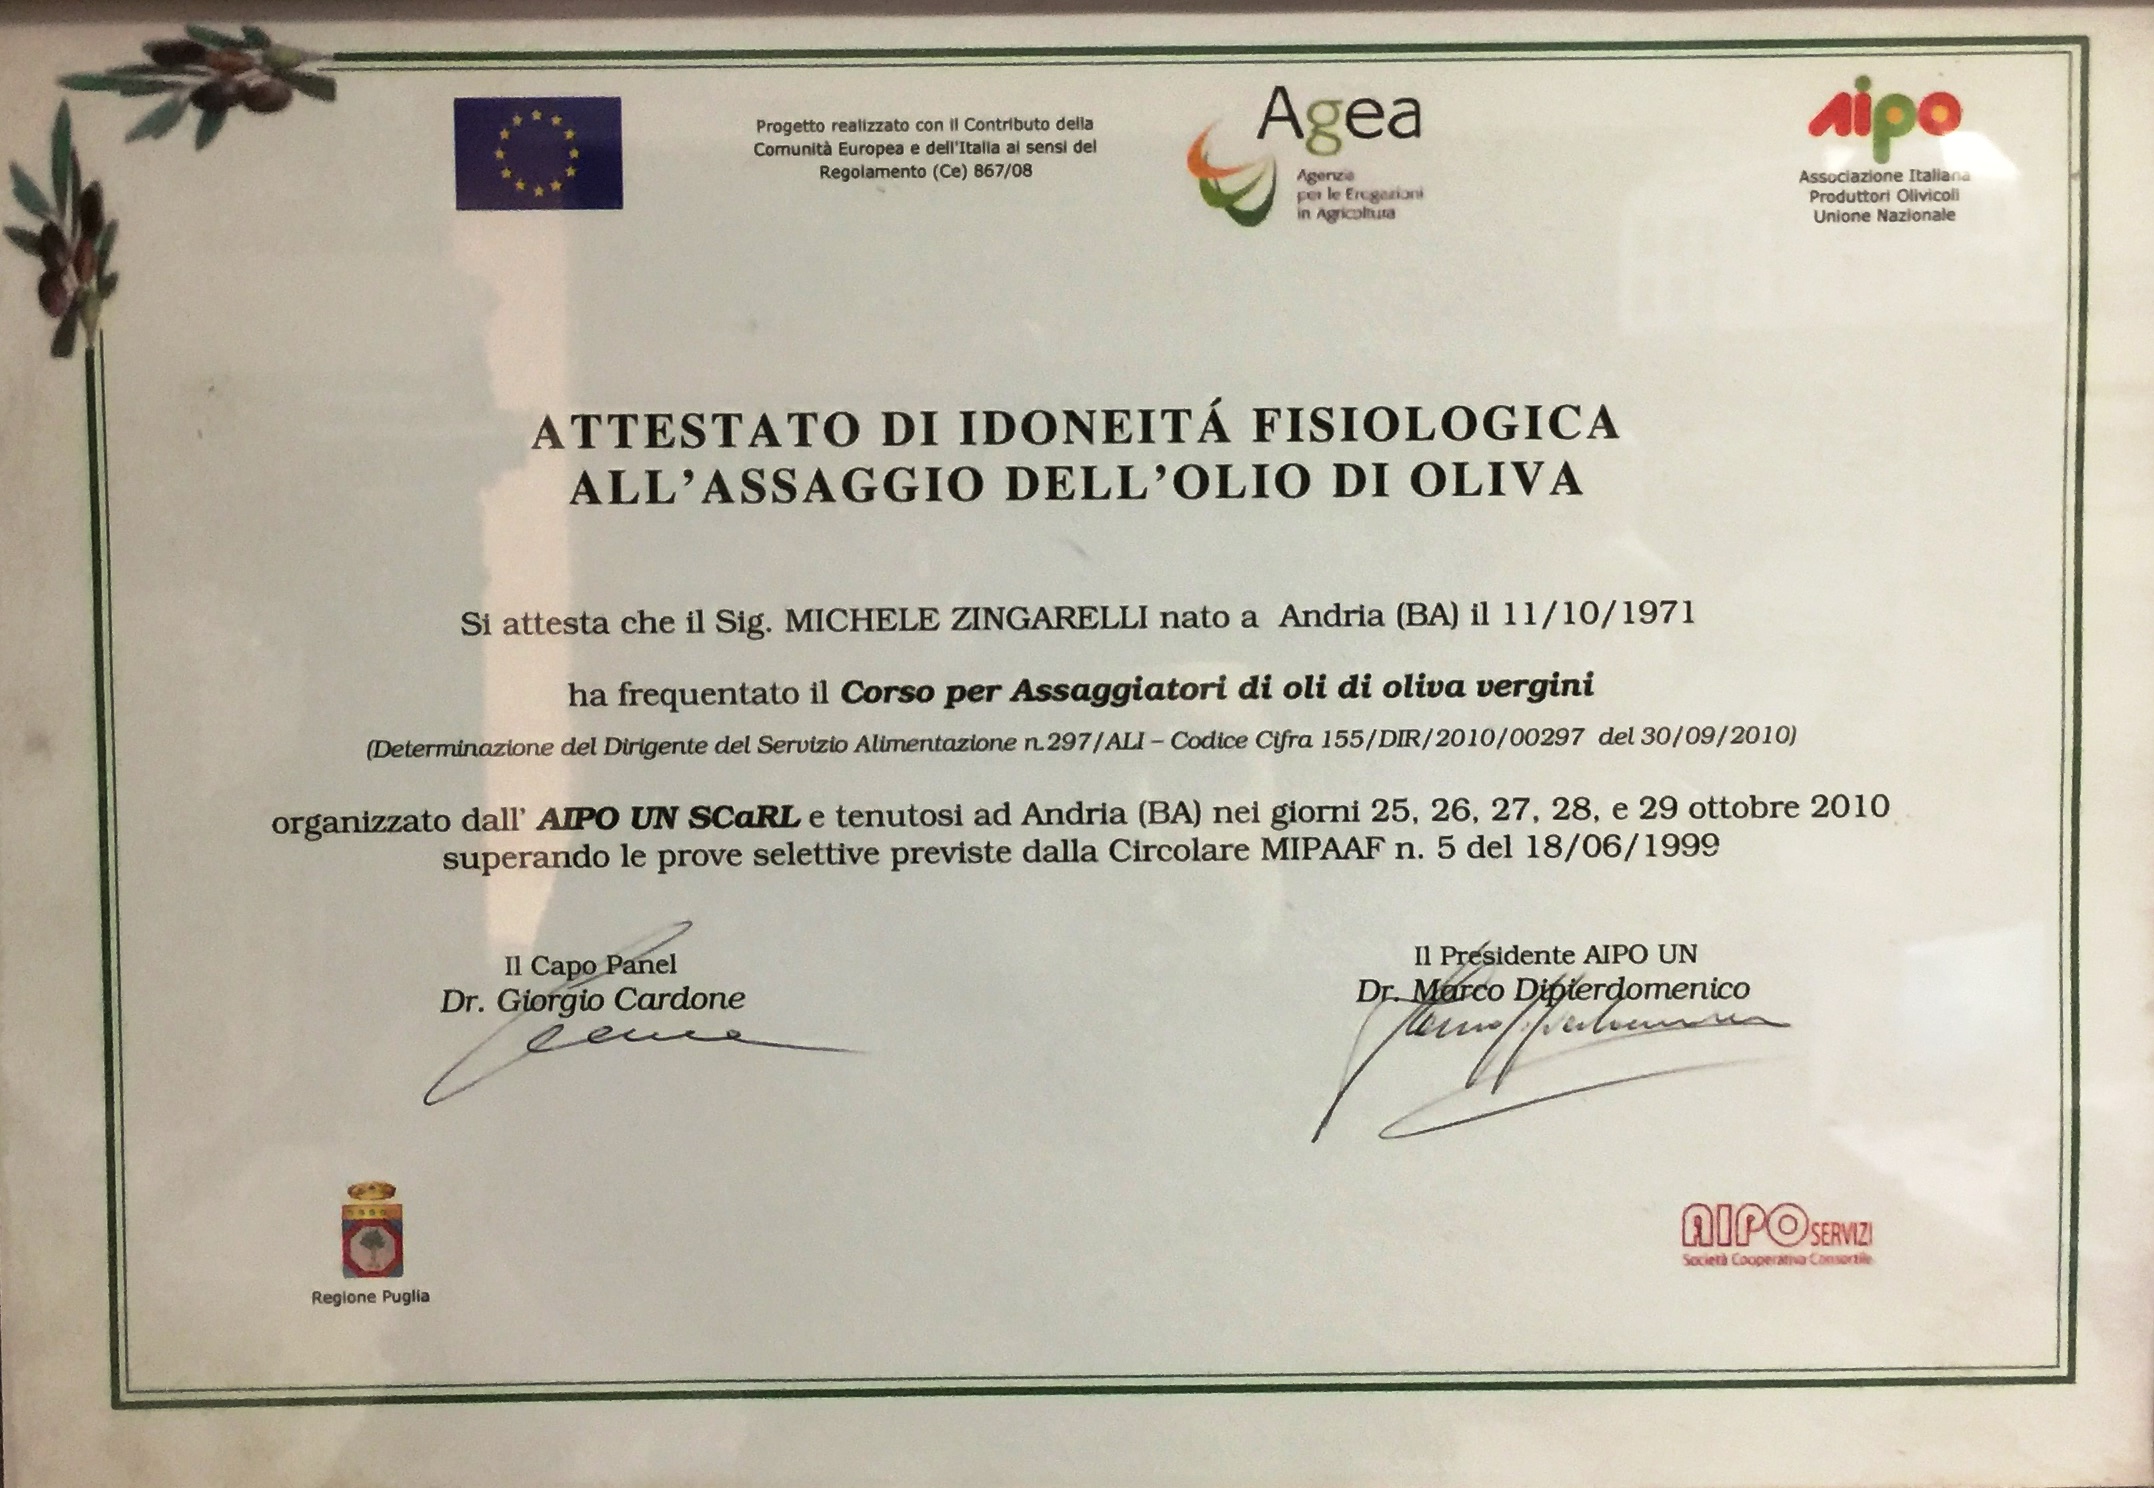 Progetto realizzato con il Contributo della
Comunità Europea e dell'Italia ai sensi del
Regolamento (Ce) 867/08
Agea
Agenzia
per le Erogazioni
in Agricoltura
aipo
Associazione Italiana
Produttori Olivicoli
Unione Nazionale
ATTESTATO DI IDONEITÁ FISIOLOGICA
ALL'ASSAGGIO DELL'OLIO DI OLIVA
Si attesta che il Sig. MICHELE ZINGARELLI nato a Andria (BA) il 11/10/1971
ha frequentato il Corso per Assaggiatori di oli di oliva vergini
(Determinazione del Dirigente del Servizio Alimentazione n.297/ALI – Codice Cifra 155/DIR/2010/00297 del 30/09/2010)
organizzato dall' AIPO UN SCaRL e tenutosi ad Andria (BA) nei giorni 25, 26, 27, 28, e 29 ottobre 2010
superando le prove selettive previste dalla Circolare MIPAAF n. 5 del 18/06/1999
Il Capo Panel
Dr. Giorgio Cardone
Il Presidente AIPO UN
Dr. Marco Dipierdomenico
Regione Puglia
AIPO SERVIZI
Società Cooperativa Consortile